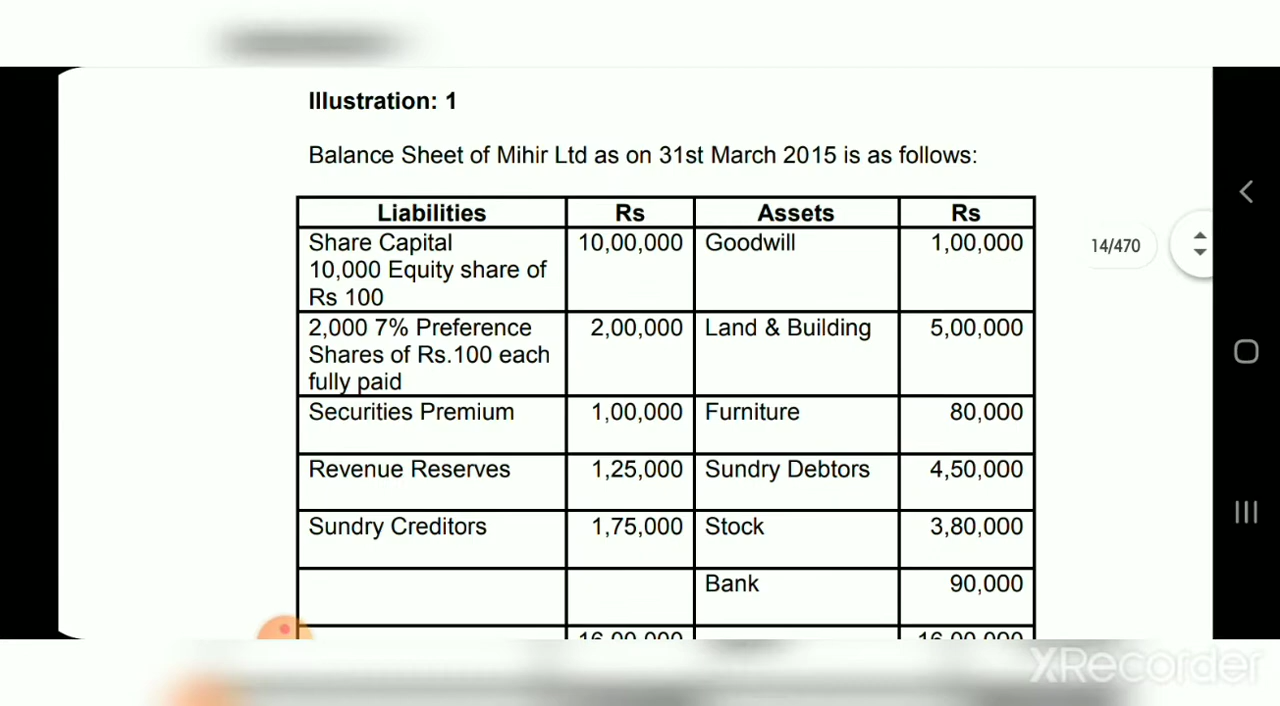 Illustration: 1
Balance Sheet of Mihir Ltd as on 31st March 2015 is as follows:
Liabilities Rs Assets Rs
Share Capital 10,00,000 Goodwill 1,00,000
10,000 Equity share of
Rs 100
2,000 7% Preference 2,00,000 Land & Building 5,00,000
Shares of Rs.100 each
fully paid
Securities Premium 1,00,000 Furniture 80,000
Revenue Reserves 1,25,000 Sundry Debtors 4,50,000
Sundry Creditors 1,75,000 Stock 3,80,000
Bank 90,000
16,00,000 16,00,000
14/470
XRecorder